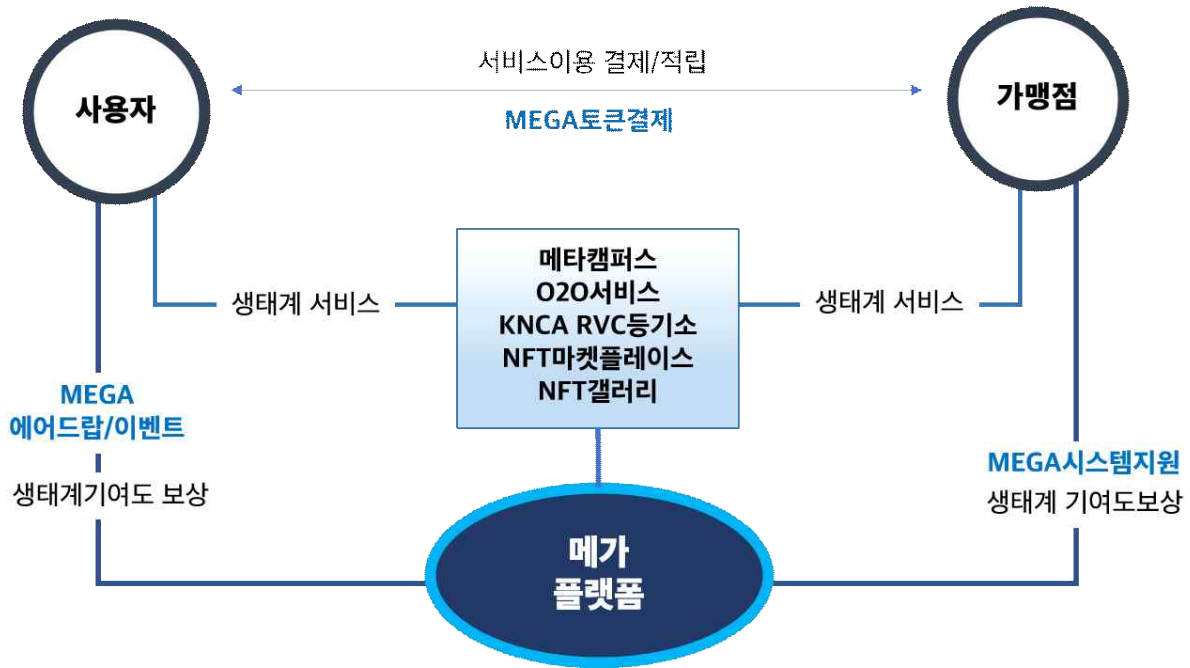 서비스이용 결제/적립
사용자
가맹점
MEGA토큰결제
메타캠퍼스
O2O서비스
KNCA RVC등기소
NFT마켓플레이스
NFT갤러리
생태계 서비스
생태계 서비스
MEGA
에어드랍/이벤트
생태계기여도 보상
MEGA시스템지원
생태계 기여도보상
메가
플랫폼